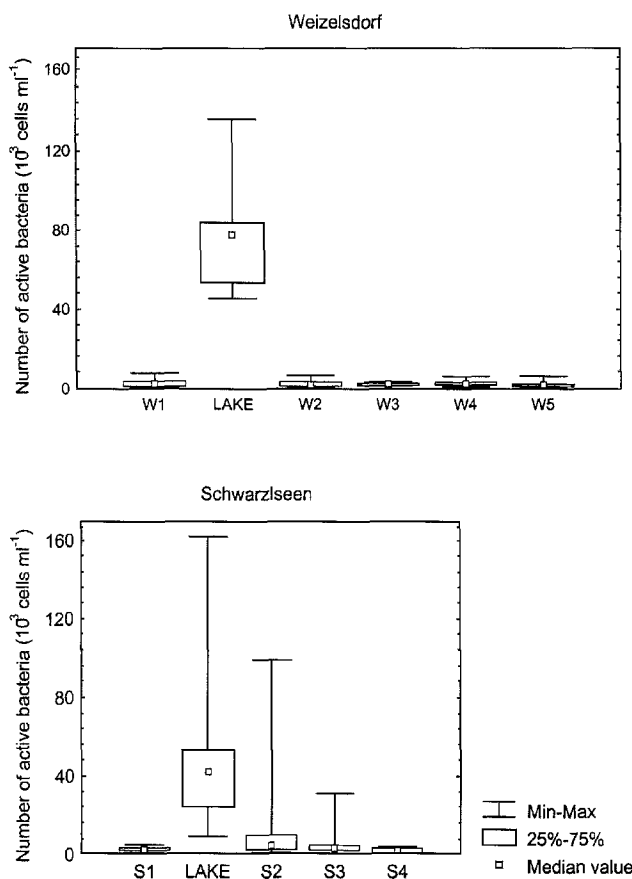 Weizelsdorf
Number of active bacteria (10³ cells ml⁻¹)
160
120
80
40
0
W1 LAKE W2 W3 W4 W5
Schwarzlseen
Number of active bacteria (10³ cells ml⁻¹)
160
120
80
40
0
S1 LAKE S2 S3 S4
Min-Max
25%-75%
Median value